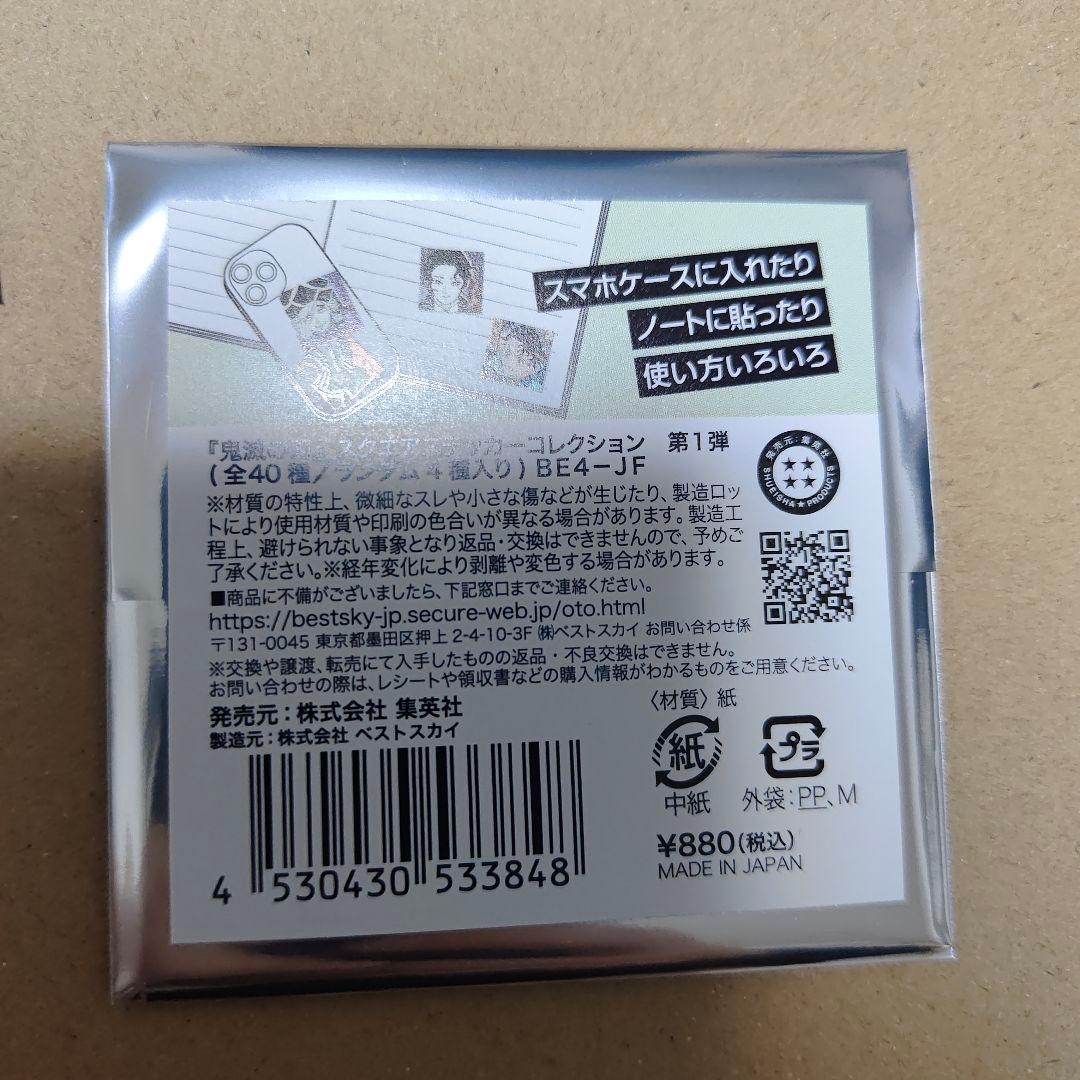 スマホケースに入れたり
ノートに貼ったり
使い方いろいろ
『鬼滅の刃』スクエアステッカーコレクション 第1弾
(全40種/ランダム4種入り) BE4-JF
※材質の特性上、微細なスレや小さな傷などが生じたり、製造ロッ
トにより使用材質や印刷の色合いが異なる場合があります。製造工
程上、避けられない事象となり返品・交換はできませんので、予めご
了承ください。※経年変化により剥離や変色する場合があります。
■商品に不備がございましたら、下記窓口までご連絡ください。
https://bestsky-jp.secure-web.jp/oto.html
〒131-0045 東京都墨田区押上 2-4-10-3F ㈱ベストスカイ お問い合わせ係
※交換や譲渡、転売にて入手したものの返品・不良交換はできません。
お問い合わせの際は、レシートや領収書などの購入情報がわかるものをご用意ください。
発売元:株式会社 集英社
製造元:株式会社 ベストスカイ
発売元:集英社
SHUEISHA★PRODUCTS
〈材質〉紙
紙
中紙
プラ
外袋:PP、M
¥880(税込)
MADE IN JAPAN
4 530430 533848